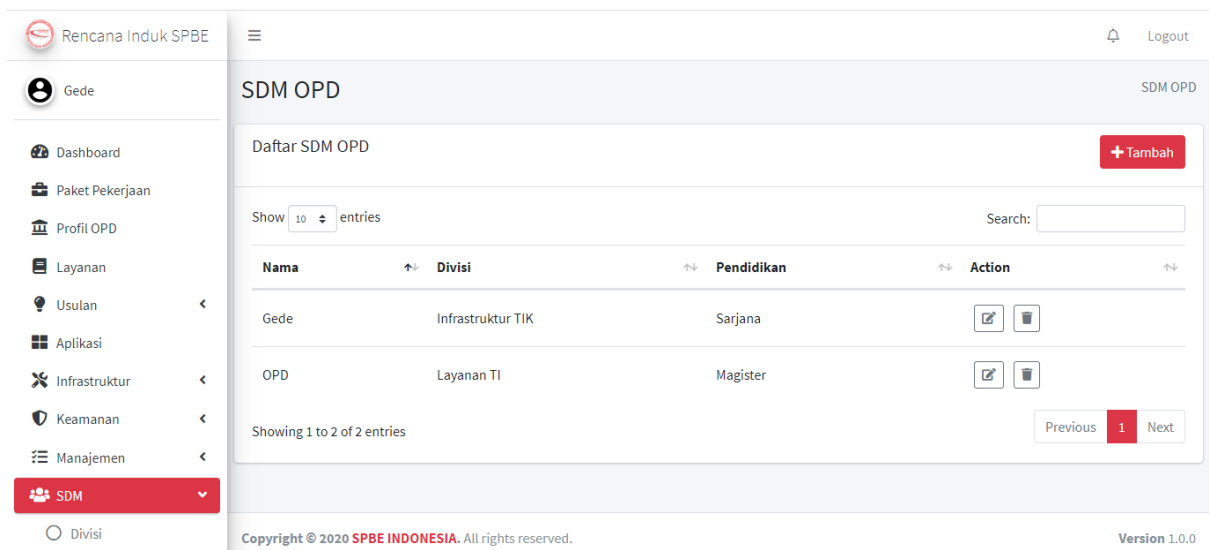 Rencana Induk SPBE
Logout
Gede
SDM OPD
SDM OPD
Dashboard
Paket Pekerjaan
Profil OPD
Layanan
Usulan
Aplikasi
Infrastruktur
Keamanan
Manajemen
SDM
Divisi
Daftar SDM OPD
Tambah
Show 10 entries
Search:
Nama Divisi Pendidikan Action
Gede Infrastruktur TIK Sarjana
OPD Layanan TI Magister
Showing 1 to 2 of 2 entries
Previous 1 Next
Copyright © 2020 SPBE INDONESIA. All rights reserved.
Version 1.0.0